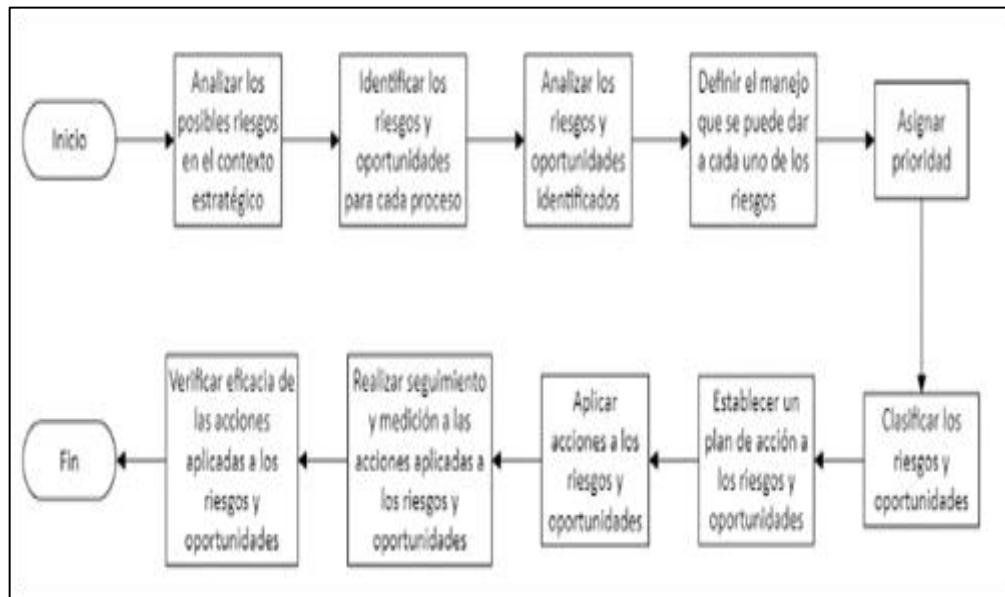 Inicio
Analizar los
posibles riesgos
en el contexto
estratégico
Identificar los
riesgos y
oportunidades
para cada proceso
Analizar los
riesgos y
oportunidades
Identificados
Definir el manejo
que se puede dar
a cada uno de los
riesgos
Asignar
prioridad
Clasificar los
riesgos y
oportunidades
Establecer un
plan de acción a
los riesgos y
oportunidades
Aplicar
acciones a los
riesgos y
oportunidades
Realizar seguimiento
y medición a las
acciones aplicadas a
los riesgos y
oportunidades
Verificar eficacia de
las acciones
aplicadas a los
riesgos y
oportunidades
Fin